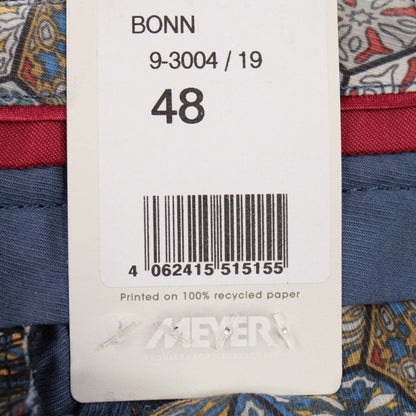 BONN
9-3004 / 19
48
4 062415 515155
Printed on 100% recycled paper
MEYER